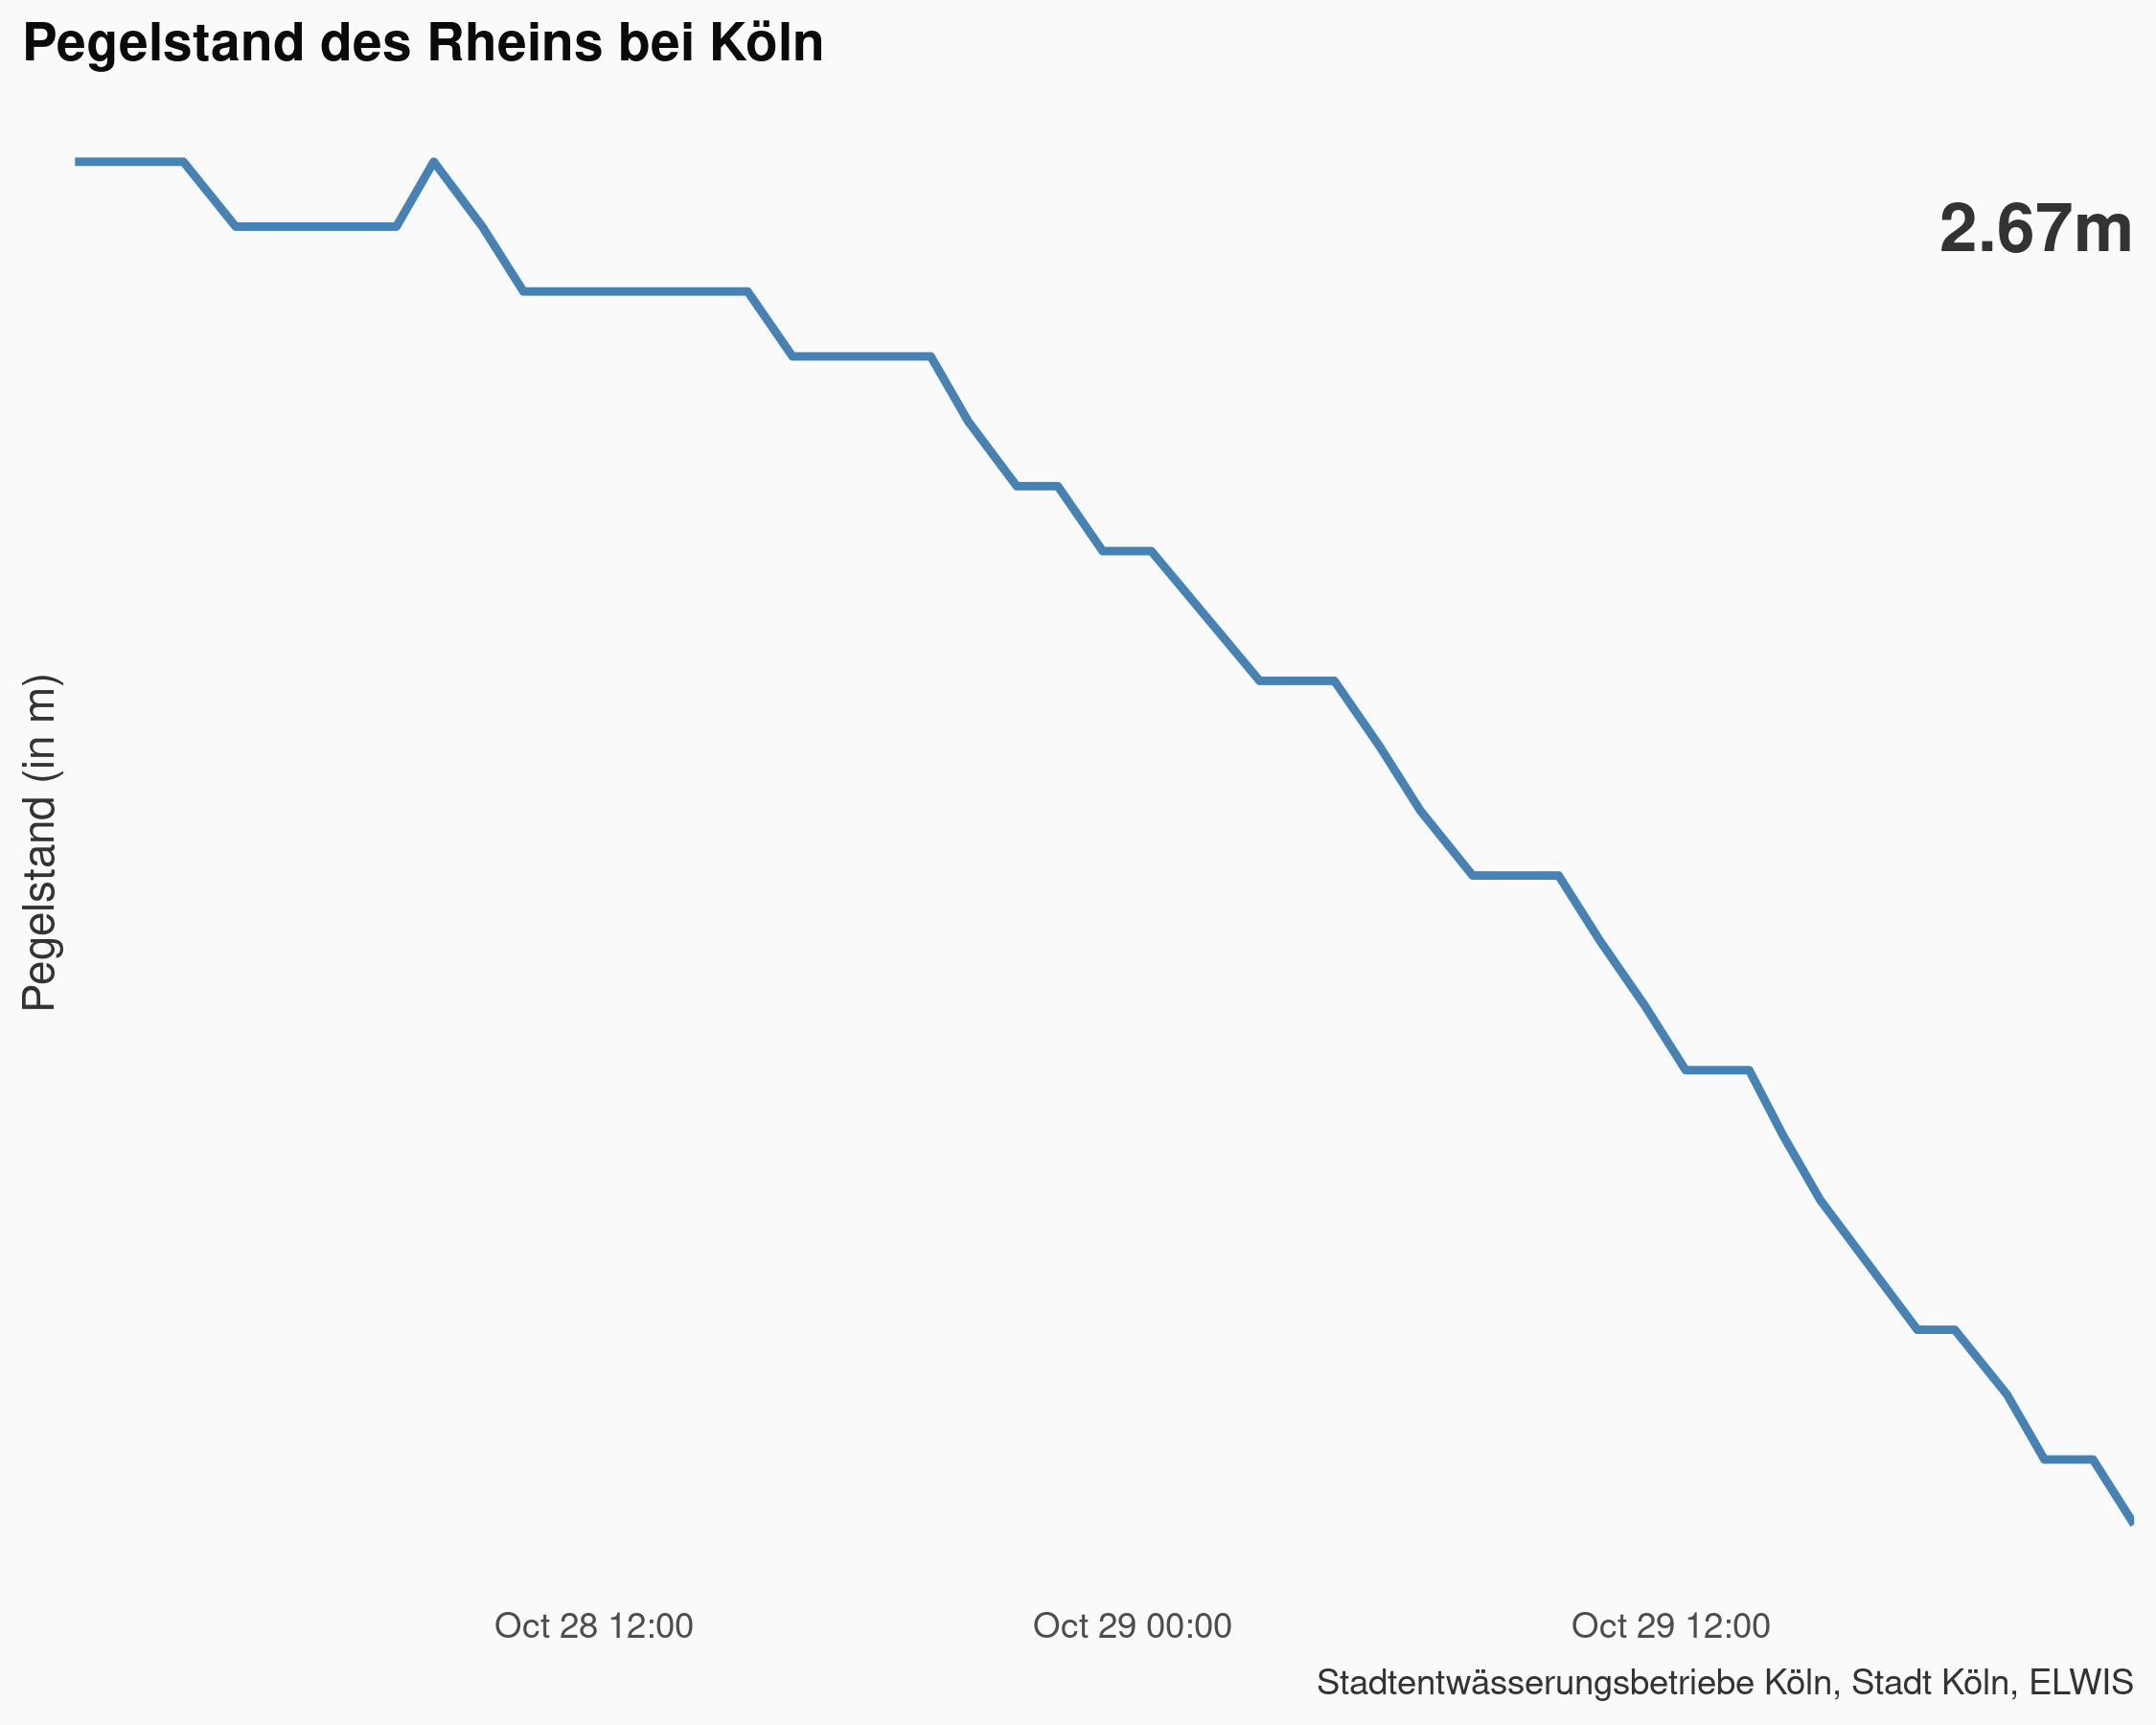 Pegelstand des Rheins bei Köln
2.67m
Pegelstand (in m)
Oct 28 12:00
Oct 29 00:00
Oct 29 12:00
Stadtentwässerungsbetriebe Köln, Stadt Köln, ELWIS